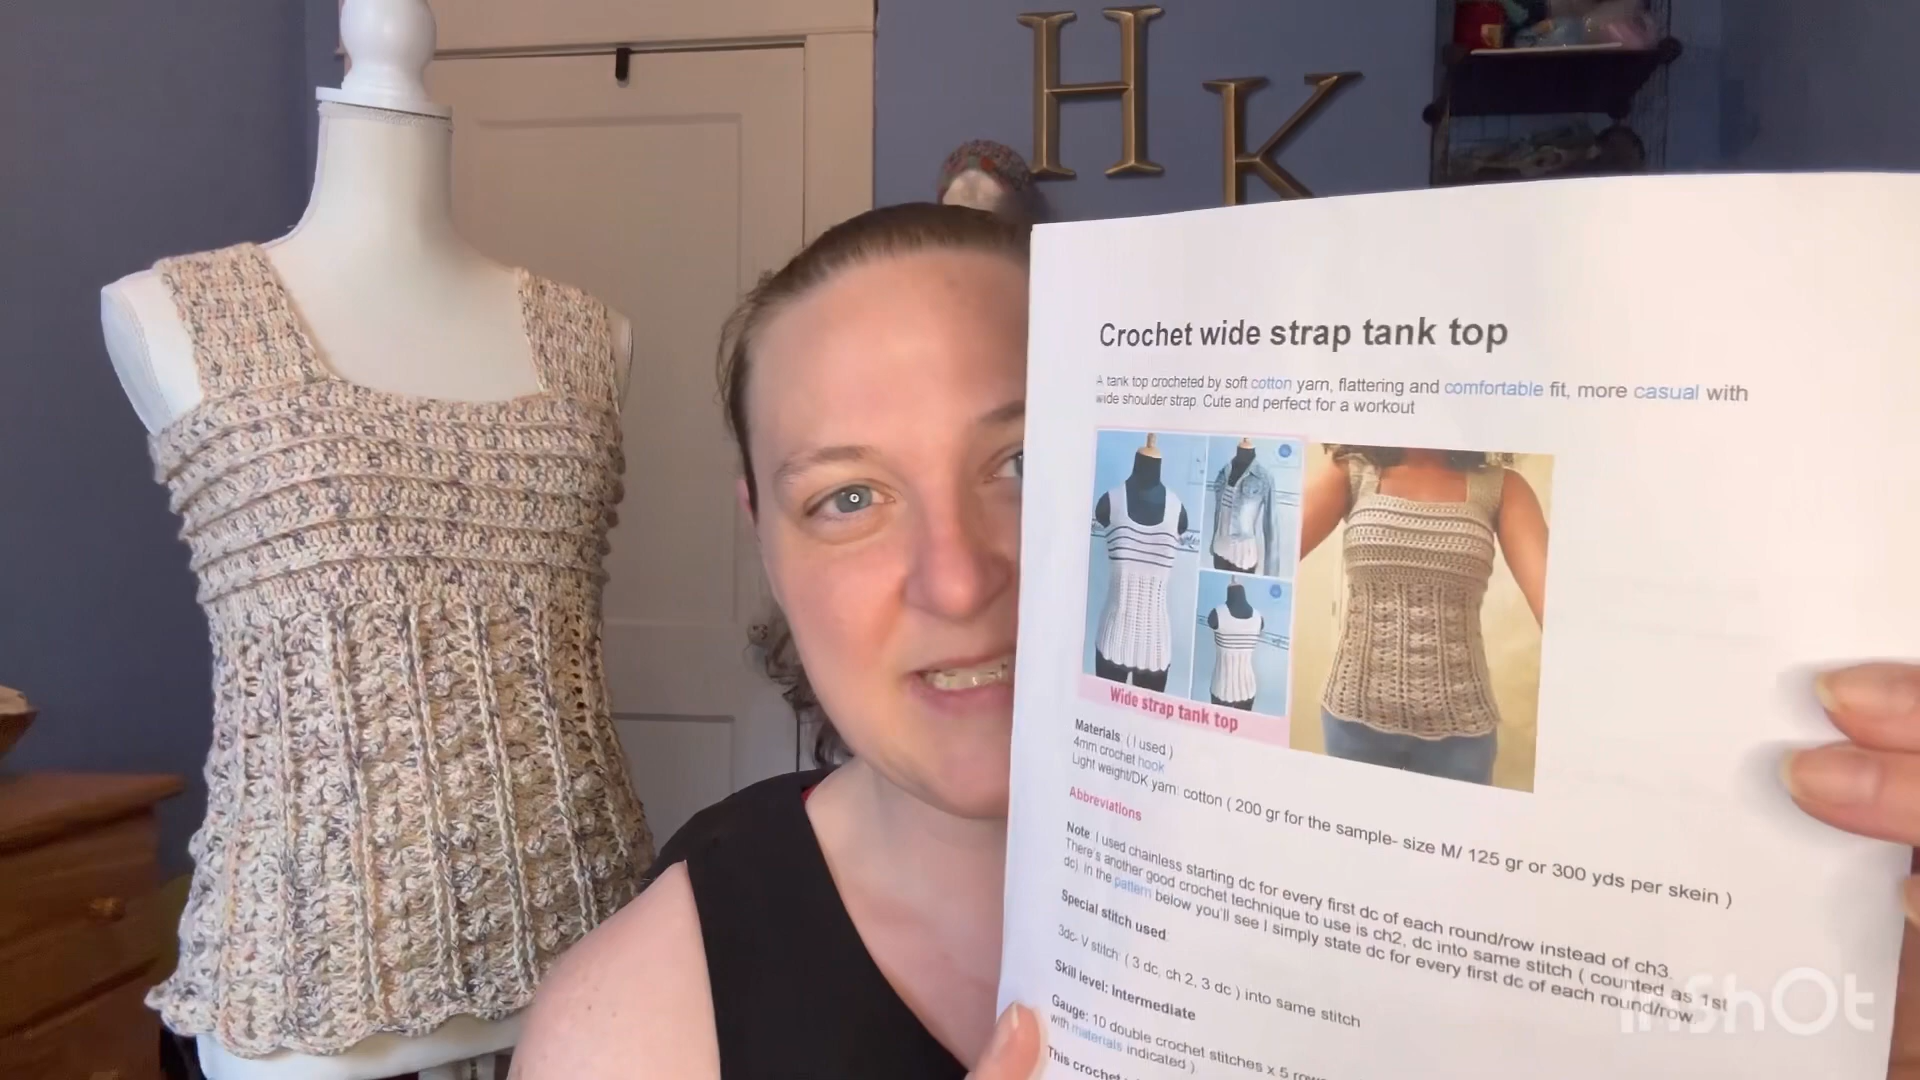 H K
Crochet wide strap tank top
A tank top crocheted by soft cotton yarn, flattering and comfortable fit, more casual with
wide shoulder strap. Cute and perfect for a workout
Wide strap tank top
Materials: ( I used )
4mm crochet hook
Light weight/DK yarn: cotton ( 200 gr for the sample- size M/ 125 gr or 300 yds per skein )
Abbreviations
Note: I used chainless starting dc for every first dc of each round/row instead of ch3.
There's another good crochet technique to use is ch2, dc into same stitch ( counted as 1st
dc). In the pattern below you'll see I simply state dc for every first dc of each round/row.
Special stitch used:
3dc- V stitch: ( 3 dc, ch 2, 3 dc ) into same stitch
Skill level: Intermediate
Gauge: 10 double crochet stitches x 5
with materials indicated )
This crochet
InShOt